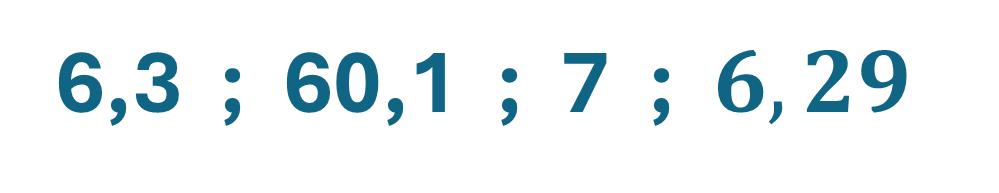 6,3 ; 60,1 ; 7 ; 6, 29